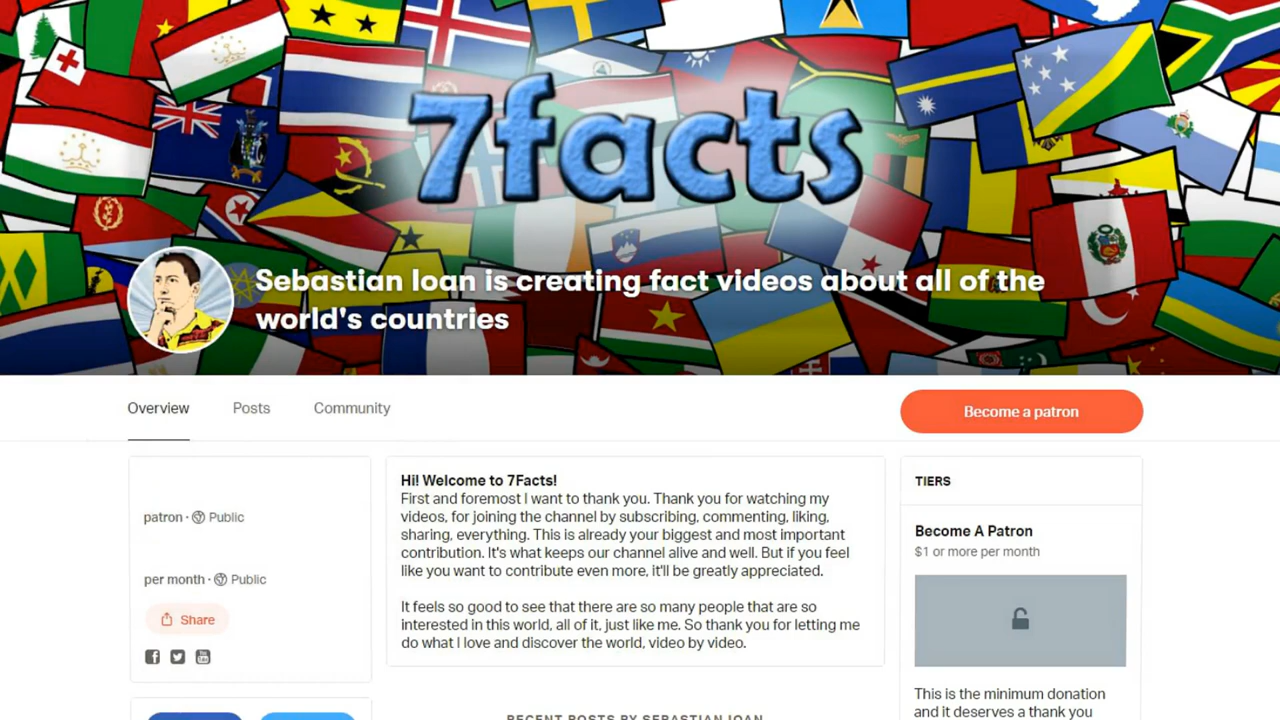 7facts
Sebastian Ioan is creating fact videos about all of the
world's countries
Overview
Posts
Community
Become a patron
patron · Public
per month · Public
Share
Hi! Welcome to 7Facts!
First and foremost I want to thank you. Thank you for watching my
videos, for joining the channel by subscribing, commenting, liking,
sharing, everything. This is already your biggest and most important
contribution. It's what keeps our channel alive and well. But if you feel
like you want to contribute even more, it'll be greatly appreciated.
It feels so good to see that there are so many people that are so
interested in this world, all of it, just like me. So thank you for letting me
do what I love and discover the world, video by video.
RECENT POSTS BY SEBASTIAN IOAN
TIERS
Become A Patron
$1 or more per month
This is the minimum donation
and it deserves a thank you